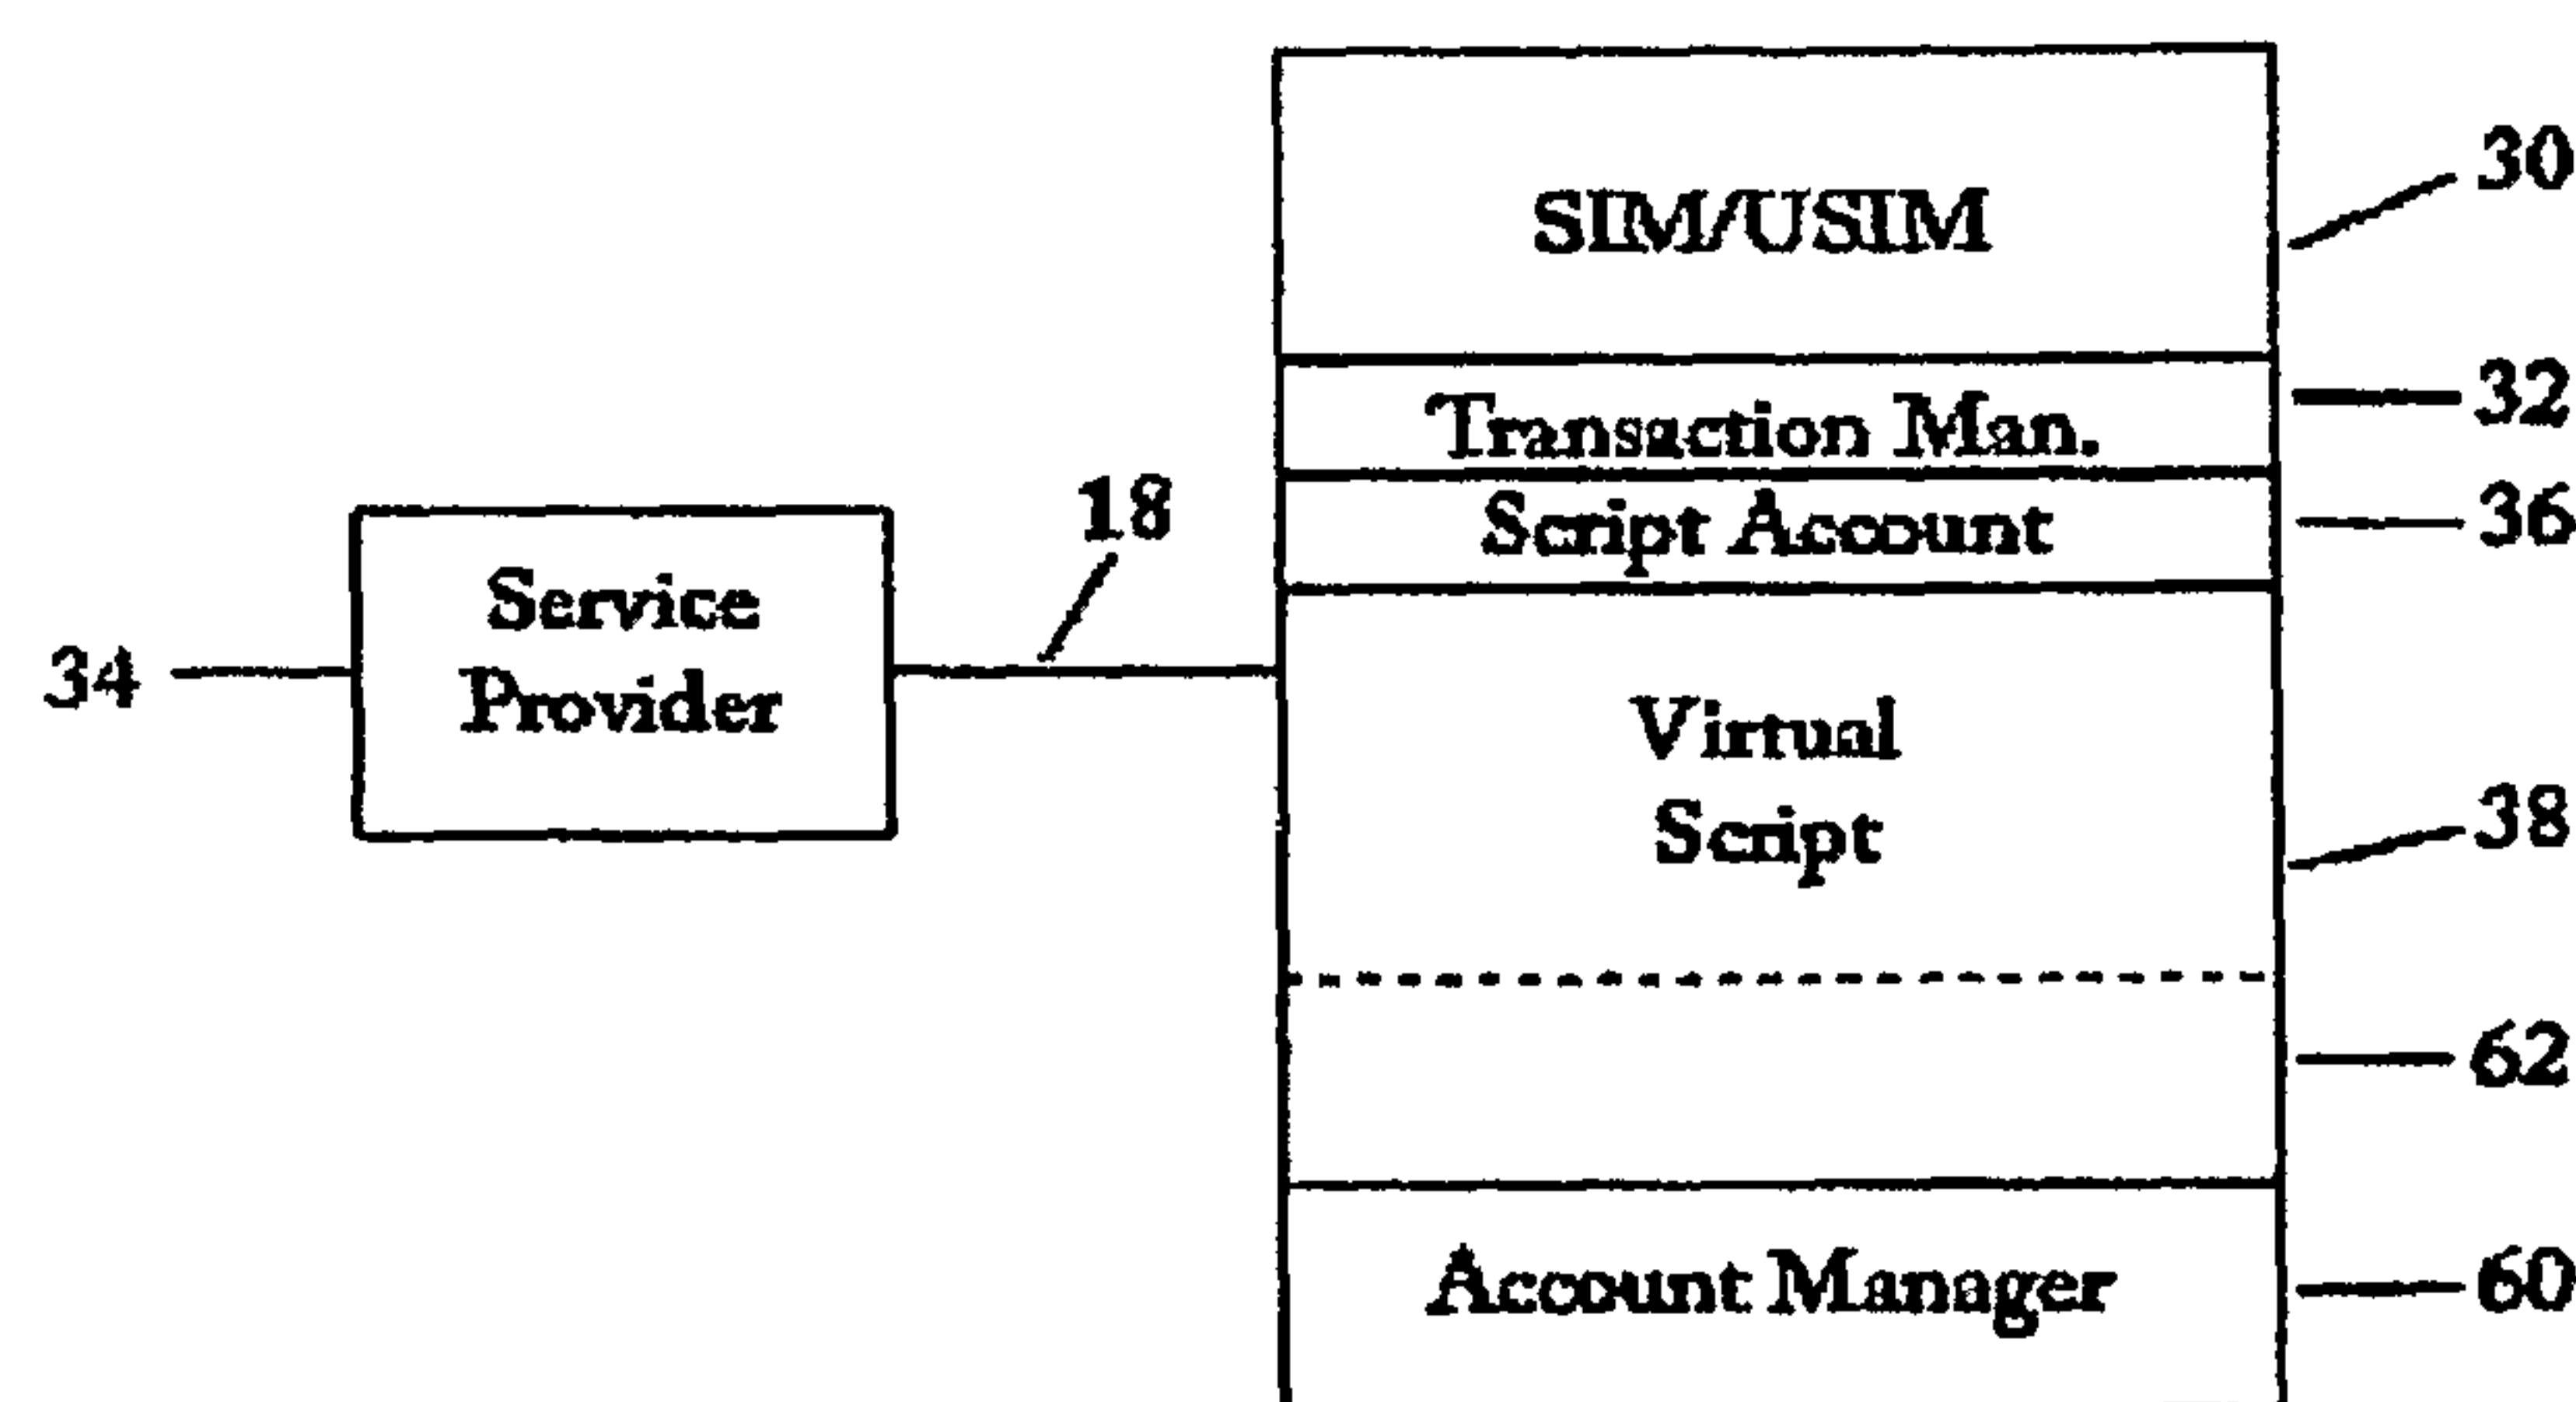 SIM/USIM
30
Transaction Man.
32
Script Account
36
18
Service
Provider
34
Virtual
Script
38
62
Account Manager
60